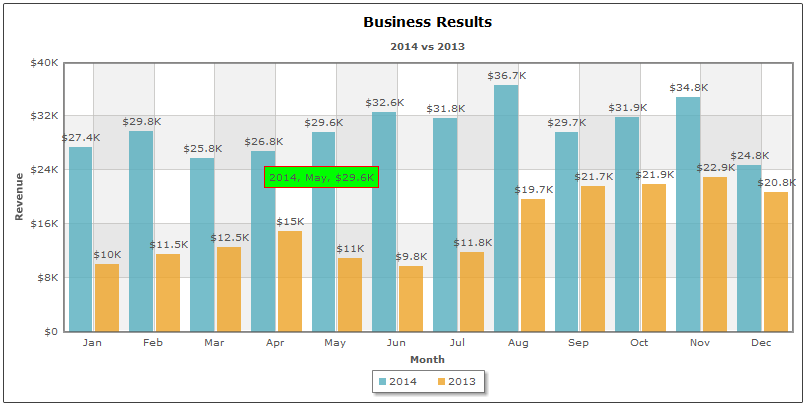 Business Results
2014 vs 2013
Revenue
$40K
$32K
$24K
$16K
$8K
$0
$27.4K
$29.8K
$25.8K
$26.8K
$29.6K
$32.6K
$31.8K
$36.7K
$29.7K
$31.9K
$34.8K
$24.8K
2014, May, $29.6K
$10K
$11.5K
$12.5K
$15K
$11K
$9.8K
$11.8K
$19.7K
$21.7K
$21.9K
$22.9K
$20.8K
Jan Feb Mar Apr May Jun Jul Aug Sep Oct Nov Dec
Month
2014 2013